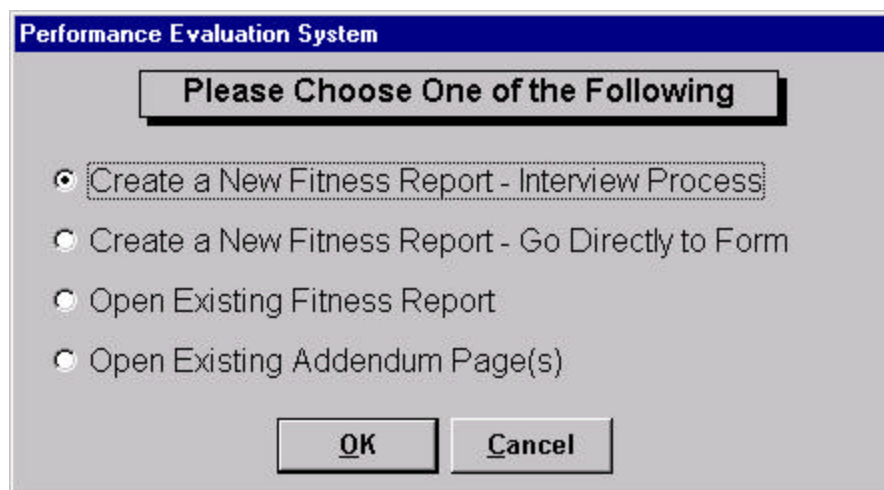 Performance Evaluation System
Please Choose One of the Following
Create a New Fitness Report - Interview Process
Create a New Fitness Report - Go Directly to Form
Open Existing Fitness Report
Open Existing Addendum Page(s)
OK Cancel